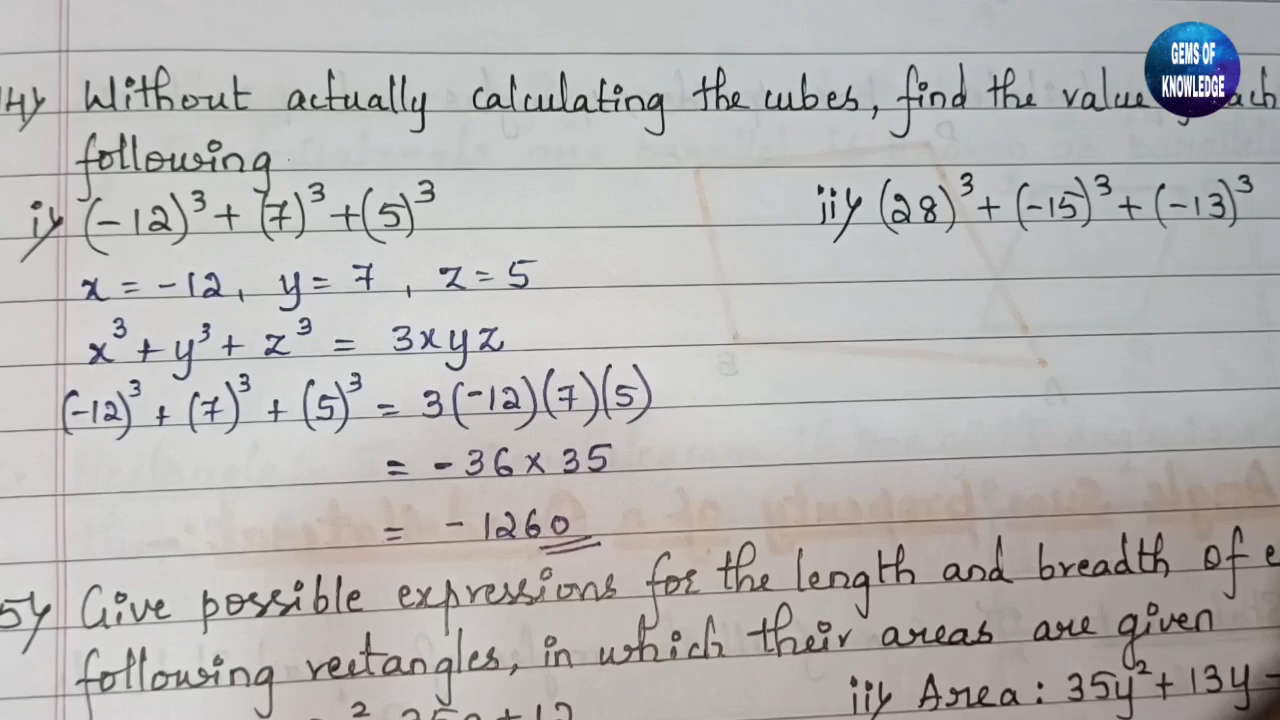 14) Without actually calculating the cubes, find the value each
following
i) (-12)³ + (7)³ + (5)³
ii) (28)³ + (-15)³ + (-13)³
x = -12, y = 7, z = 5
x³ + y³ + z³ = 3xyz
(-12)³ + (7)³ + (5)³ = 3(-12)(7)(5)
= -36 × 35
= -1260
5) Give possible expressions for the length and breadth of
following rectangles, in which their areas are given
ii) Area : 35y² + 13y -
GEMS OF
KNOWLEDGE